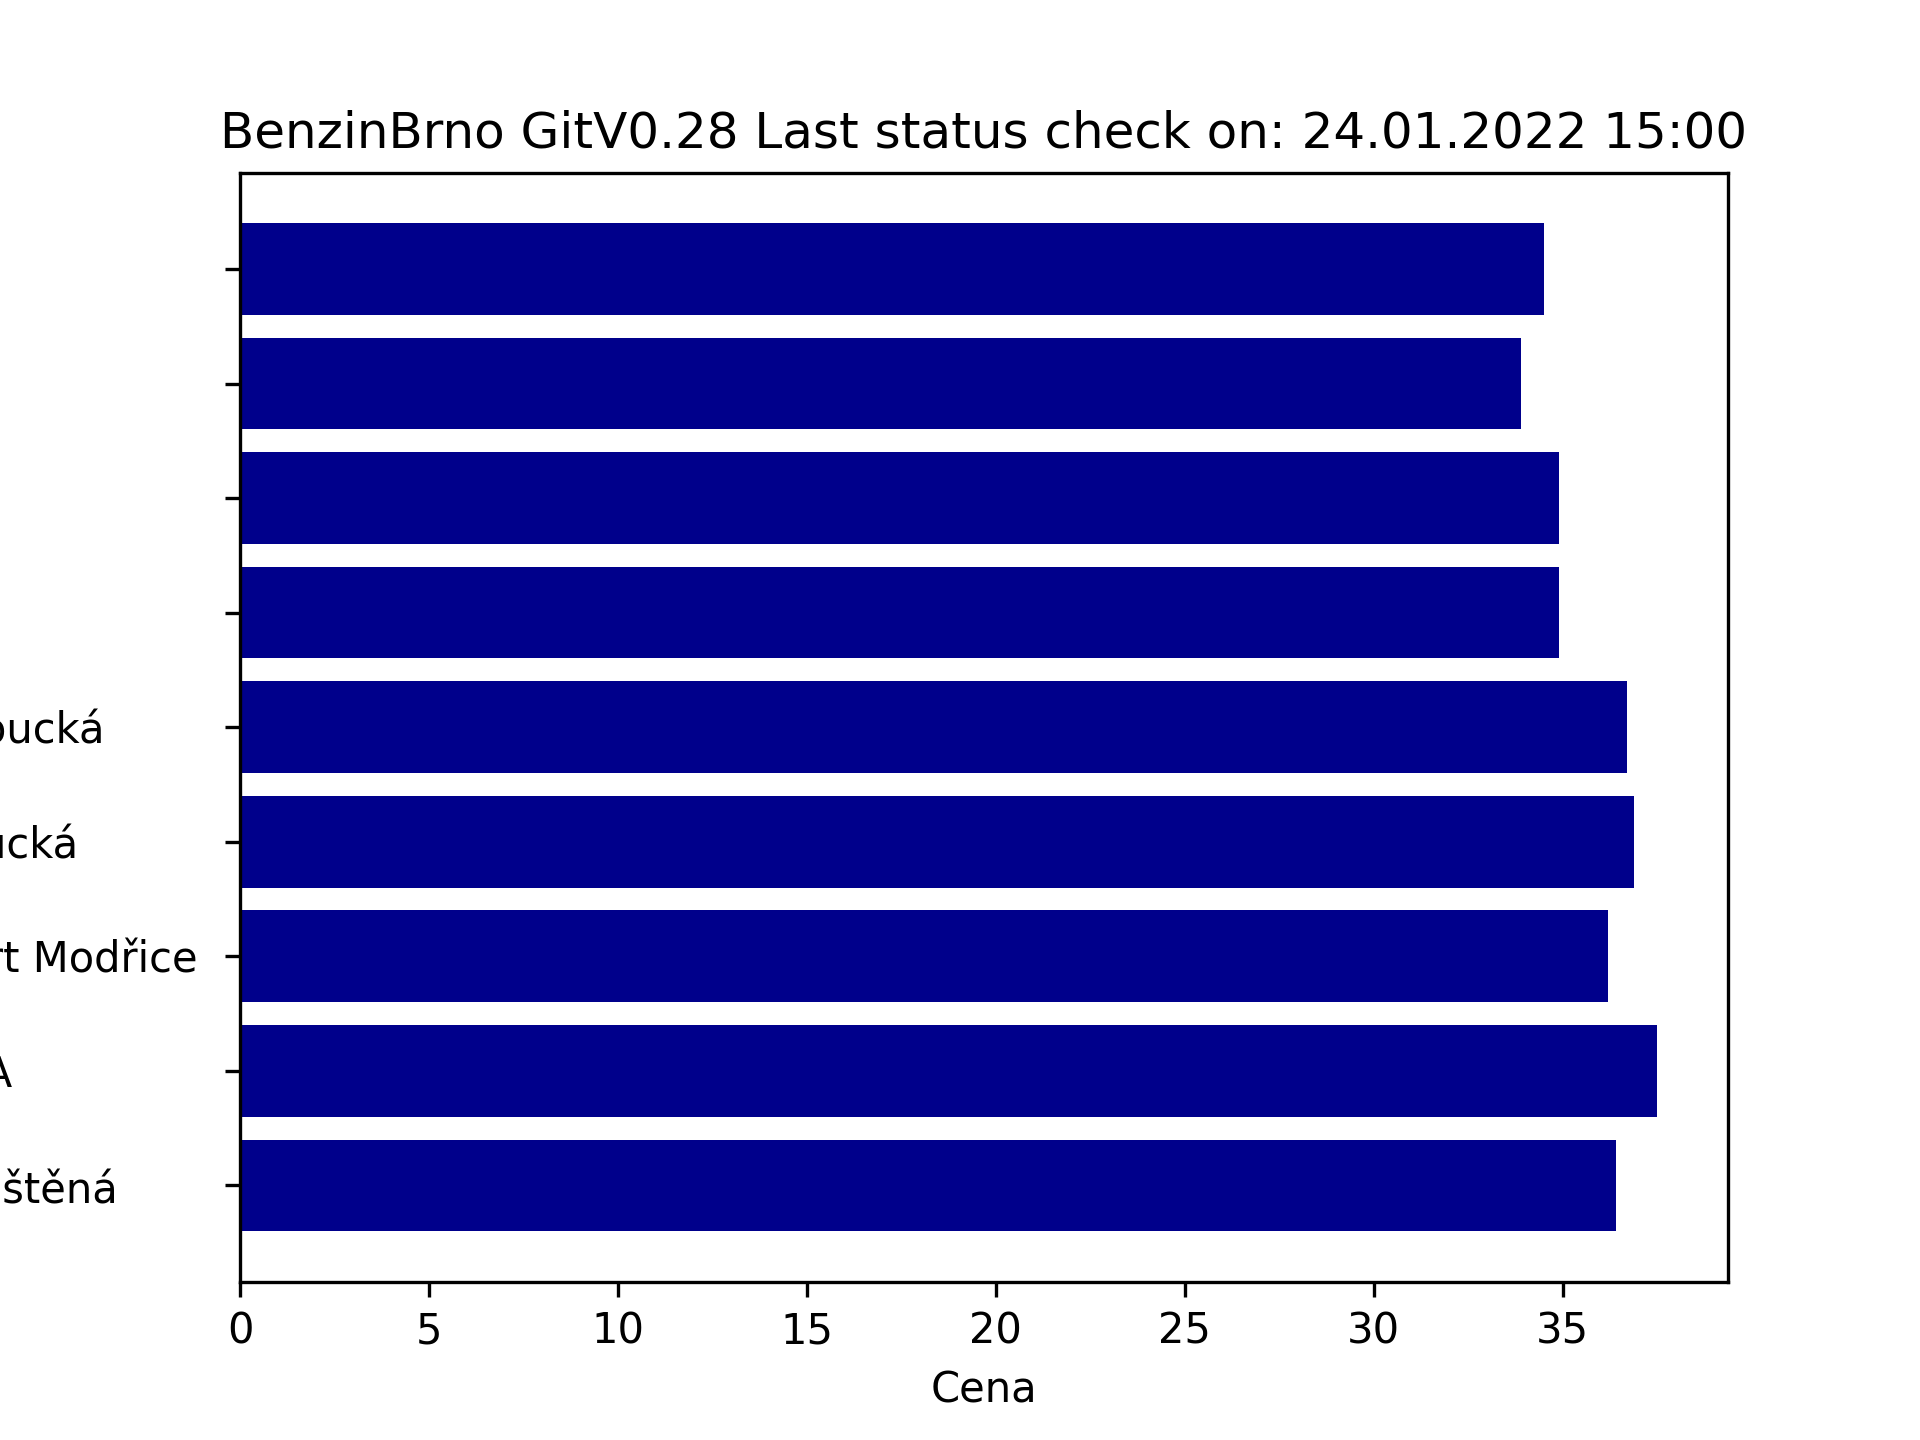 BenzinBrno GitV0.28 Last status check on: 24.01.2022 15:00
oucká
ucká
rt Modřice
A
štěná
0 5 10 15 20 25 30 35
Cena